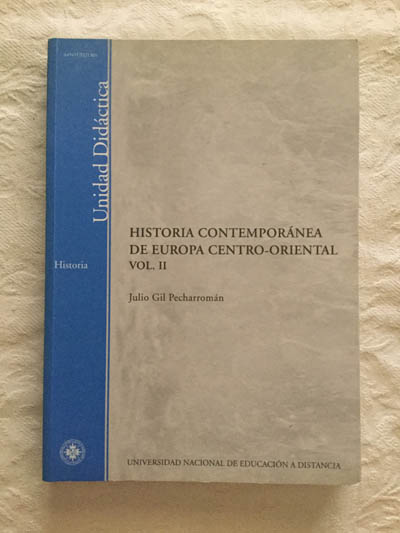 Unidad Didáctica
Historia
HISTORIA CONTEMPORÁNEA
DE EUROPA CENTRO-ORIENTAL
VOL. II
Julio Gil Pecharromán
UNIVERSIDAD NACIONAL DE EDUCACIÓN A DISTANCIA